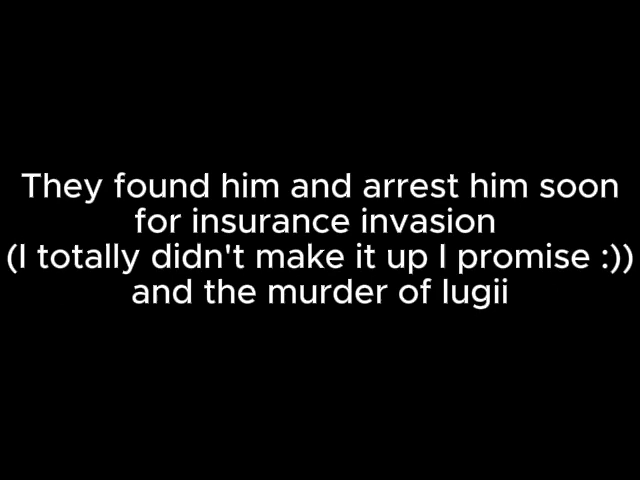 They found him and arrest him soon
for insurance invasion
(I totally didn't make it up I promise :))
and the murder of lugii